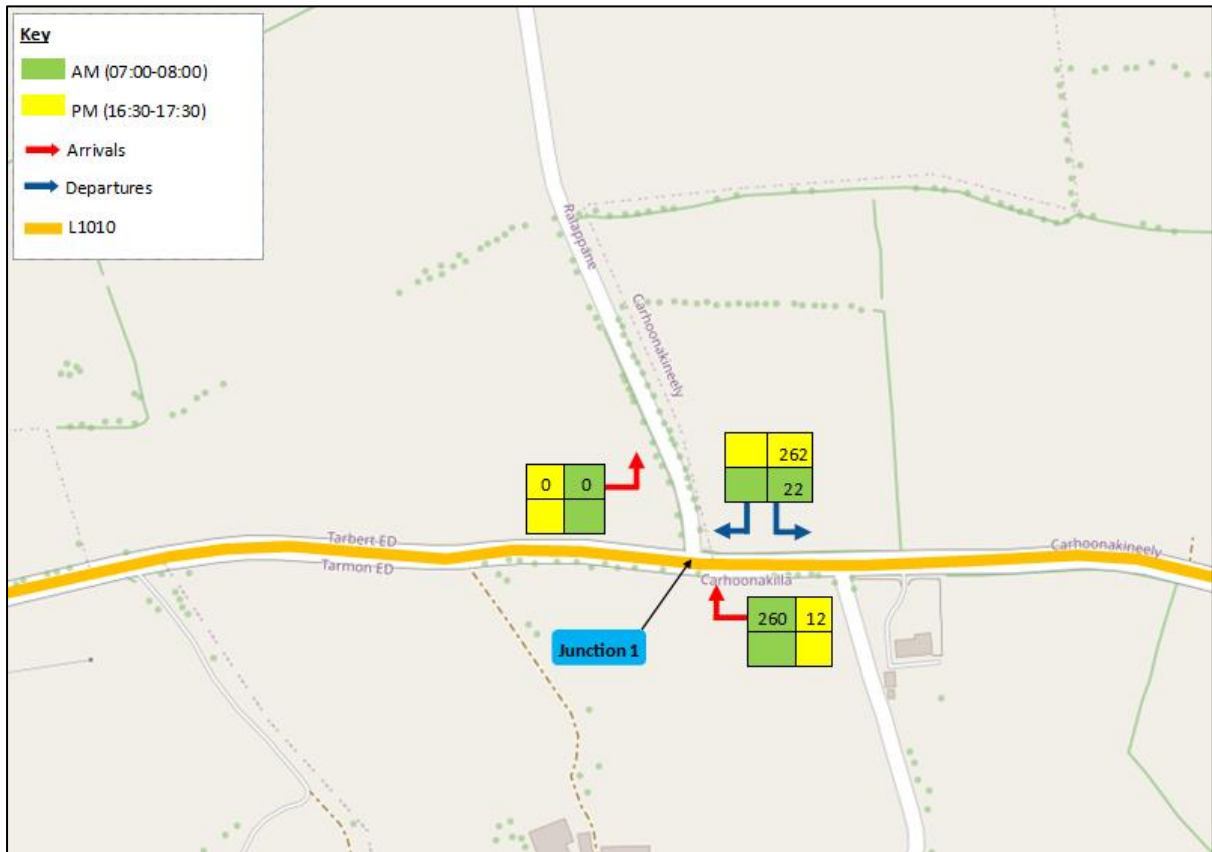 Key
AM (07:00-08:00)
PM (16:30-17:30)
Arrivals
Departures
L1010
Ralappane
Carhoonakineely
262
22
0 0
Tarbert ED
Tarmon ED
Carhoonakineely
Carhoonakilla
260 12
Junction 1